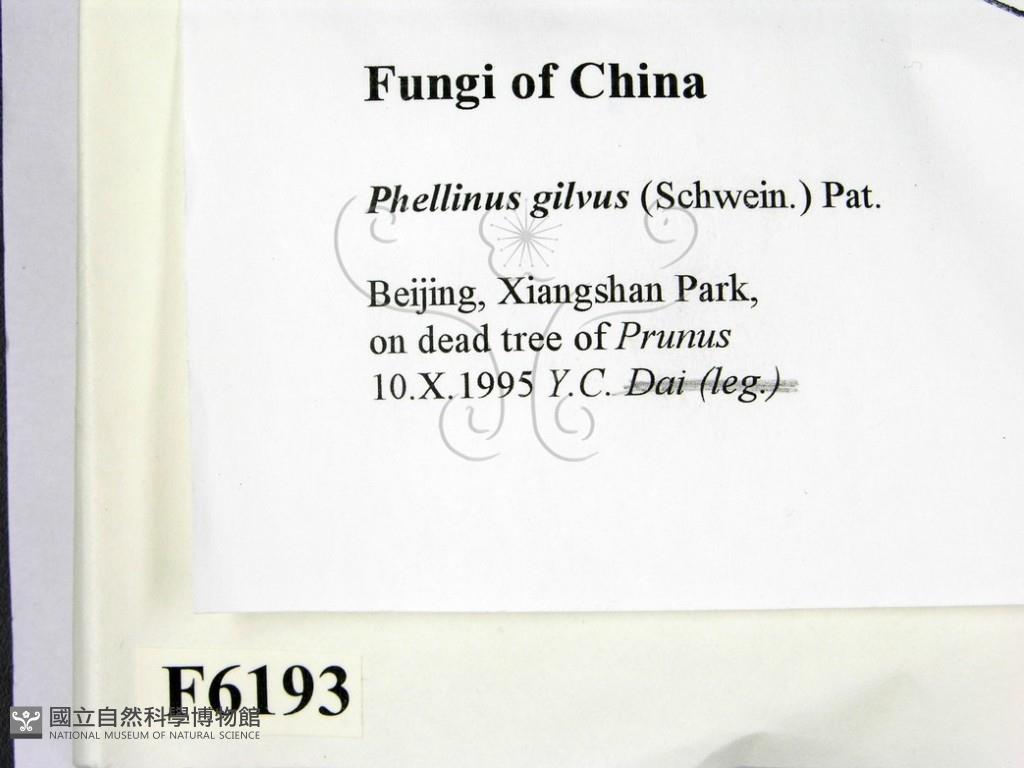 Fungi of China
Phellinus gilvus (Schwein.) Pat.
Beijing, Xiangshan Park,
on dead tree of Prunus
10.X.1995 Y.C. Dai (leg.)
F6193
國立自然科學博物館
NATIONAL MUSEUM OF NATURAL SCIENCE